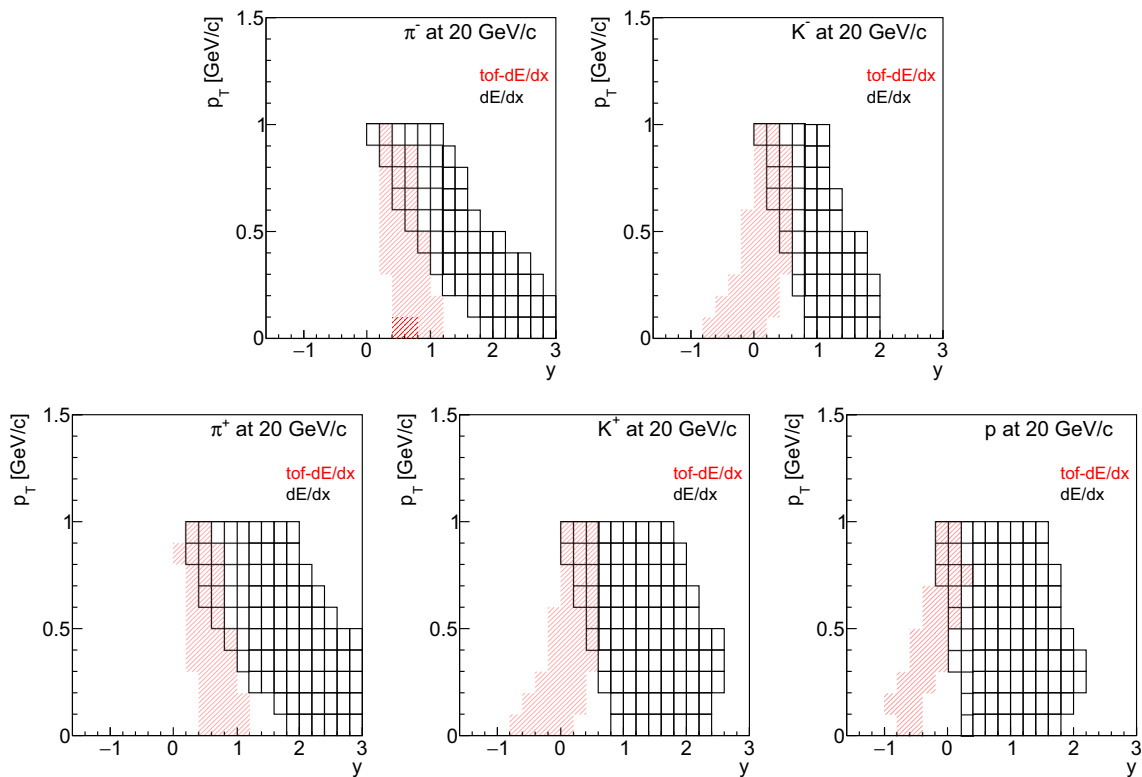 π⁻ at 20 GeV/c
tof-dE/dx
dE/dx
p_T [GeV/c]
1.5
1
0.5
0
−1 0 1 2 3
y
K⁻ at 20 GeV/c
tof-dE/dx
dE/dx
p_T [GeV/c]
1.5
1
0.5
0
−1 0 1 2 3
y
π⁺ at 20 GeV/c
tof-dE/dx
dE/dx
p_T [GeV/c]
1.5
1
0.5
0
−1 0 1 2 3
y
K⁺ at 20 GeV/c
tof-dE/dx
dE/dx
p_T [GeV/c]
1.5
1
0.5
0
−1 0 1 2 3
y
p at 20 GeV/c
tof-dE/dx
dE/dx
p_T [GeV/c]
1.5
1
0.5
0
−1 0 1 2 3
y